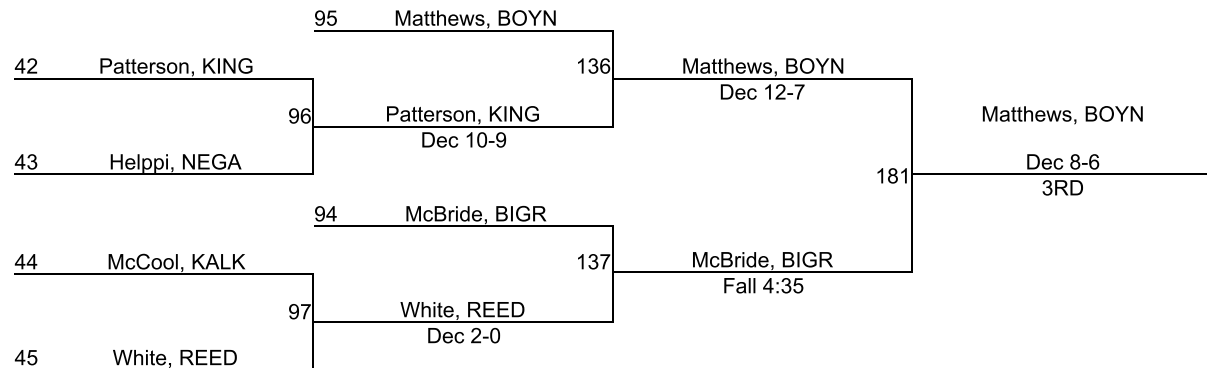 95 Matthews, BOYN
42 Patterson, KING
136 Matthews, BOYN
Dec 12-7
96 Patterson, KING
Dec 10-9
Matthews, BOYN
43 Helppi, NEGA
181 Dec 8-6
3RD
94 McBride, BIGR
44 McCool, KALK
137 McBride, BIGR
Fall 4:35
97 White, REED
Dec 2-0
45 White, REED